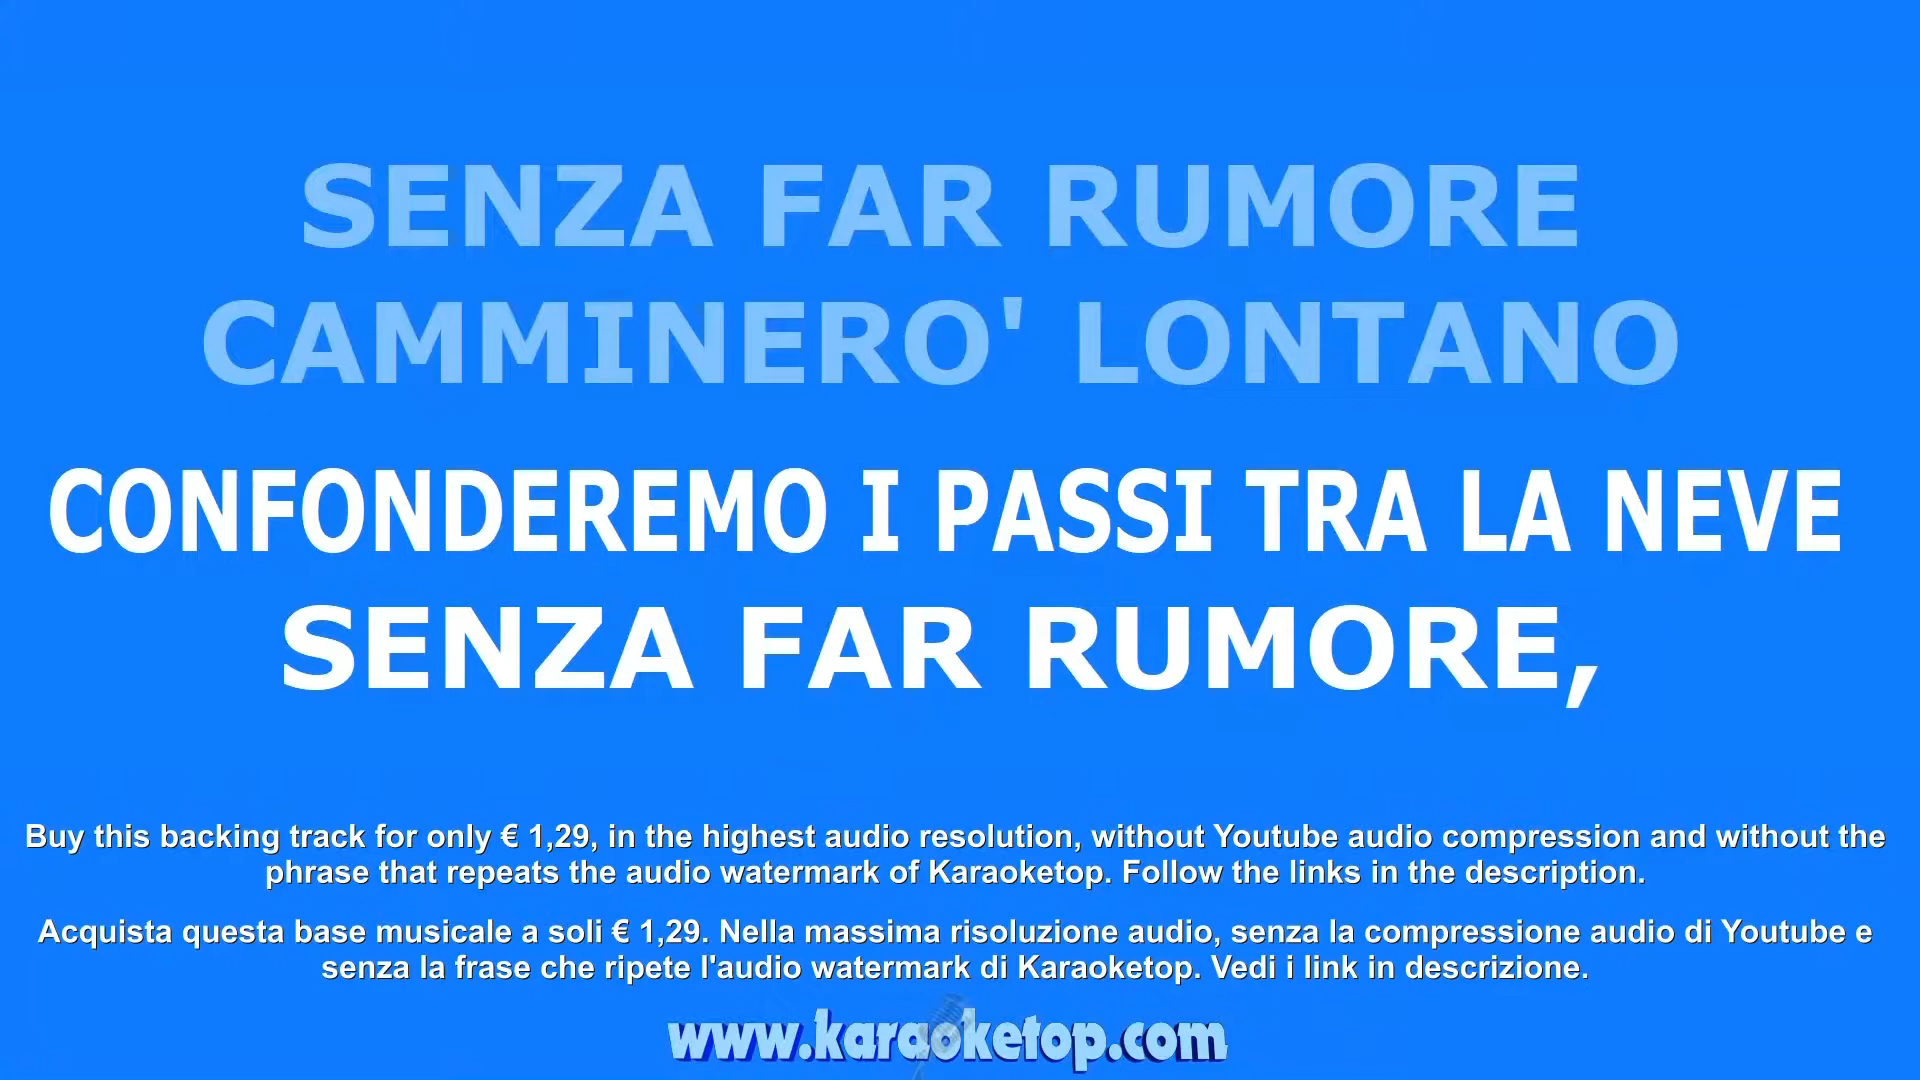 SENZA FAR RUMORE
CAMMINERO' LONTANO
CONFONDEREMO I PASSI TRA LA NEVE
SENZA FAR RUMORE,
Buy this backing track for only € 1,29, in the highest audio resolution, without Youtube audio compression and without the
phrase that repeats the audio watermark of Karaoketop. Follow the links in the description.
Acquista questa base musicale a soli € 1,29. Nella massima risoluzione audio, senza la compressione audio di Youtube e
senza la frase che ripete l'audio watermark di Karaoketop. Vedi i link in descrizione.
www.karaoketop.com